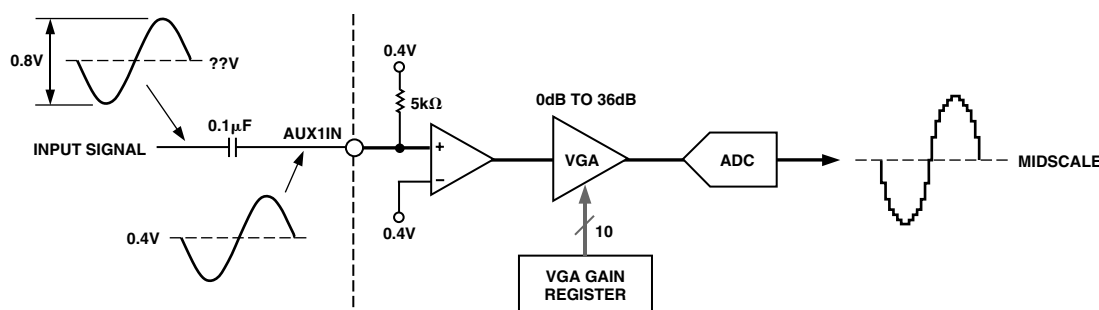 0.8V
??V
0.4V
5kΩ
0dB TO 36dB
0.1μF
AUX1IN
INPUT SIGNAL
+
–
VGA
ADC
MIDSCALE
0.4V
0.4V
10
VGA GAIN
REGISTER